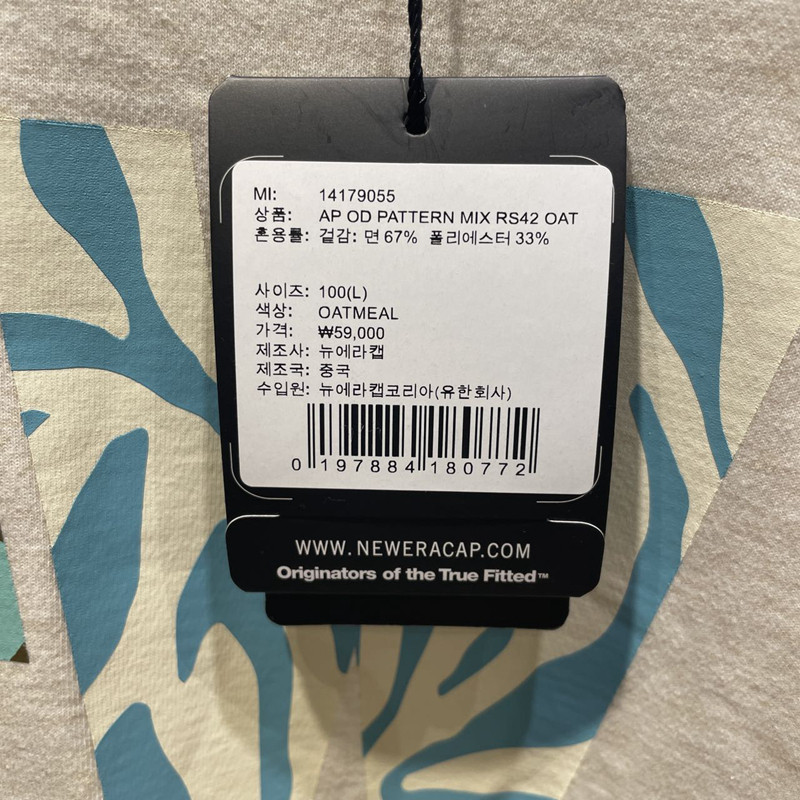 MI: 14179055
상품: AP OD PATTERN MIX RS42 OAT
혼용률: 겉감: 면 67% 폴리에스터 33%
사이즈: 100(L)
색상: OATMEAL
가격: ₩59,000
제조사: 뉴에라캡
제조국: 중국
수입원: 뉴에라캡코리아(유한회사)
0 197884 180772
WWW.NEWERACAP.COM
Originators of the True Fitted™